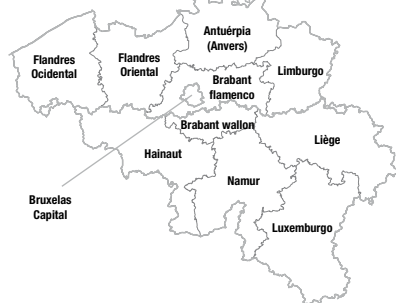 Antuérpia
(Anvers)
Flandres
Ocidental
Flandres
Oriental
Limburgo
Brabant
flamenco
Brabant wallon
Liège
Hainaut
Namur
Bruxelas
Capital
Luxemburgo